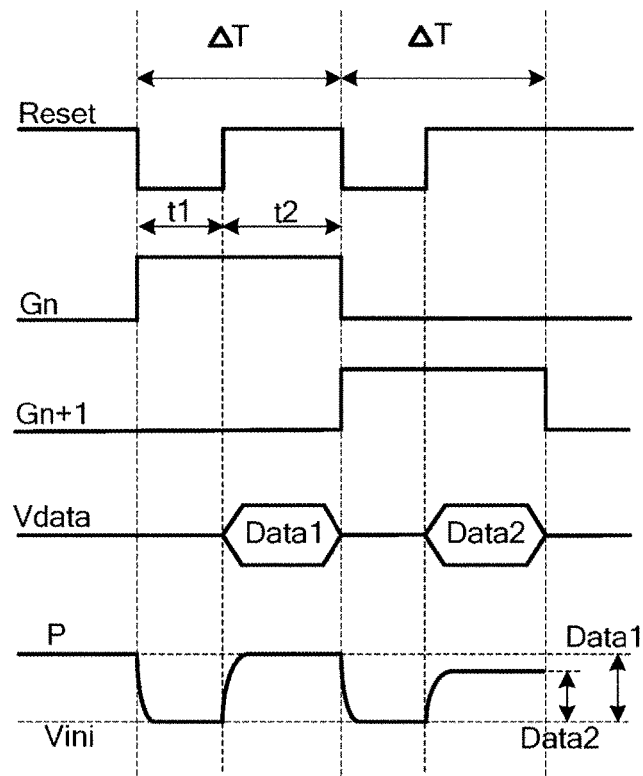 ΔT ΔT
Reset
t1 t2
Gn
Gn+1
Vdata Data1 Data2
P Data1
Vini Data2